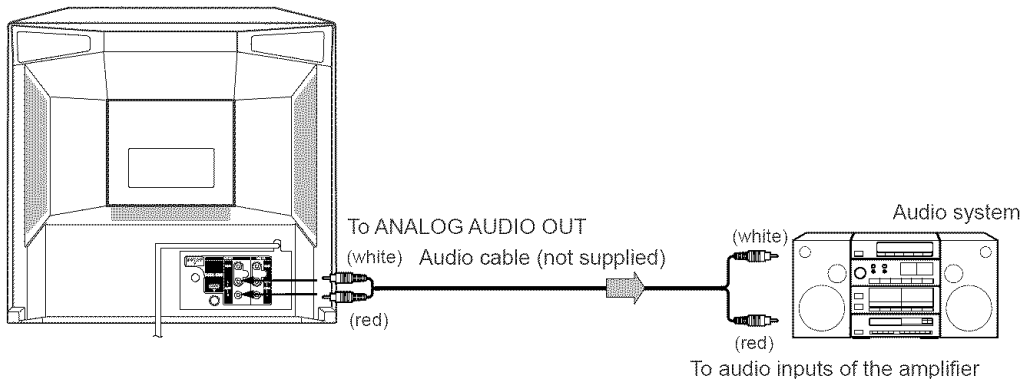 To ANALOG AUDIO OUT
(white) Audio cable (not supplied)
(red)
Audio system
(white)
(red)
To audio inputs of the amplifier